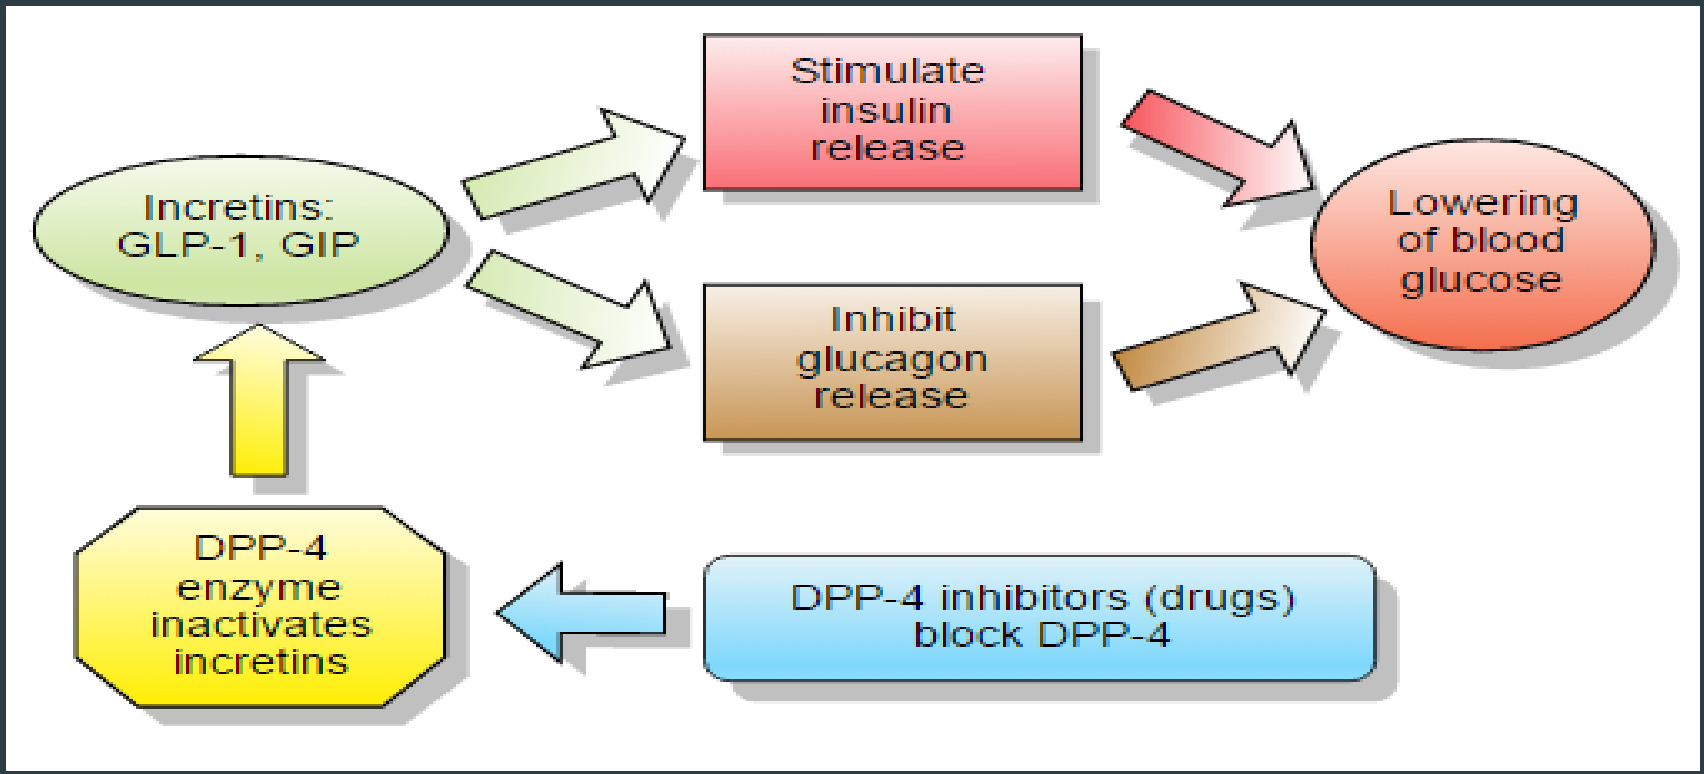 Incretins:
GLP-1, GIP
Stimulate
insulin
release
Inhibit
glucagon
release
Lowering
of blood
glucose
DPP-4
enzyme
inactivates
incretins
DPP-4 inhibitors (drugs)
block DPP-4